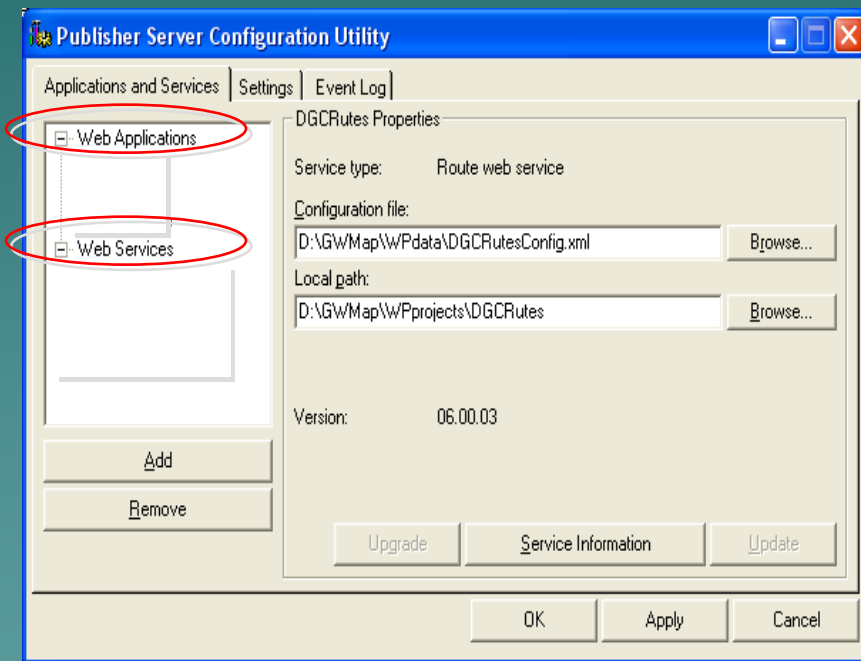 Publisher Server Configuration Utility
Applications and Services Settings Event Log
Web Applications
Web Services
Add
Remove
DGCRutes Properties
Service type: Route web service
Configuration file:
D:\GWMap\WPdata\DGCRutesConfig.xml Browse...
Local path:
D:\GWMap\WPprojects\DGCRutes Browse...
Version: 06.00.03
Upgrade Service Information Update
OK Apply Cancel